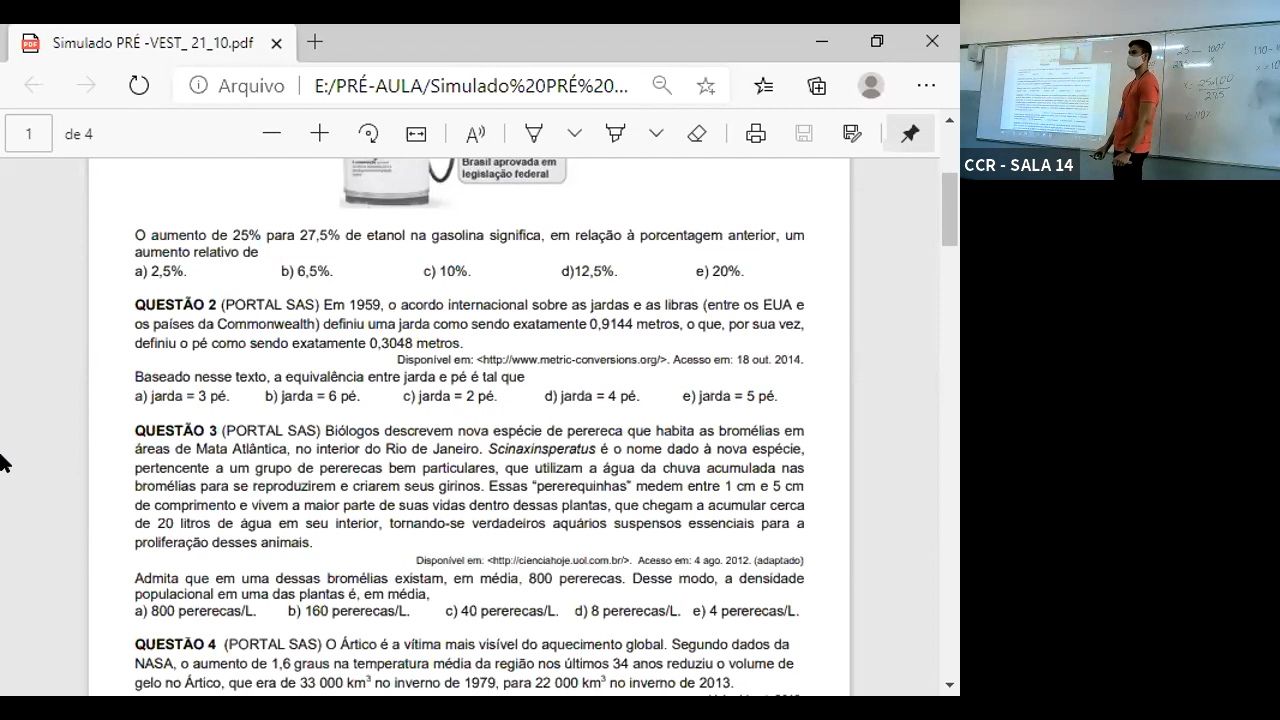 Simulado PRÉ -VEST_ 21_10.pdf
Arquivo
E:/PVE-AULA/Simulado%20PRÉ%20...
1 de 4
Brasil aprovada em
legislação federal
O aumento de 25% para 27,5% de etanol na gasolina significa, em relação à porcentagem anterior, um
aumento relativo de
a) 2,5%. b) 6,5%. c) 10%. d)12,5%. e) 20%.
QUESTÃO 2 (PORTAL SAS) Em 1959, o acordo internacional sobre as jardas e as libras (entre os EUA e
os países da Commonwealth) definiu uma jarda como sendo exatamente 0,9144 metros, o que, por sua vez,
definiu o pé como sendo exatamente 0,3048 metros.
Disponível em: <http://www.metric-conversions.org/>. Acesso em: 18 out. 2014.
Baseado nesse texto, a equivalência entre jarda e pé é tal que
a) jarda = 3 pé. b) jarda = 6 pé. c) jarda = 2 pé. d) jarda = 4 pé. e) jarda = 5 pé.
QUESTÃO 3 (PORTAL SAS) Biólogos descrevem nova espécie de perereca que habita as bromélias em
áreas de Mata Atlântica, no interior do Rio de Janeiro. Scinaxinsperatus é o nome dado à nova espécie,
pertencente a um grupo de pererecas bem particulares, que utilizam a água da chuva acumulada nas
bromélias para se reproduzirem e criarem seus girinos. Essas “pererequinhas” medem entre 1 cm e 5 cm
de comprimento e vivem a maior parte de suas vidas dentro dessas plantas, que chegam a acumular cerca
de 20 litros de água em seu interior, tornando-se verdadeiros aquários suspensos essenciais para a
proliferação desses animais.
Disponível em: <http://cienciahoje.uol.com.br/>. Acesso em: 4 ago. 2012. (adaptado)
Admita que em uma dessas bromélias existam, em média, 800 pererecas. Desse modo, a densidade
populacional em uma das plantas é, em média,
a) 800 pererecas/L. b) 160 pererecas/L. c) 40 pererecas/L. d) 8 pererecas/L. e) 4 pererecas/L.
QUESTÃO 4 (PORTAL SAS) O Ártico é a vítima mais visível do aquecimento global. Segundo dados da
NASA, o aumento de 1,6 graus na temperatura média da região nos últimos 34 anos reduziu o volume de
gelo no Ártico, que era de 33 000 km³ no inverno de 1979, para 22 000 km³ no inverno de 2013.
25 — 100%
CCR - SALA 14